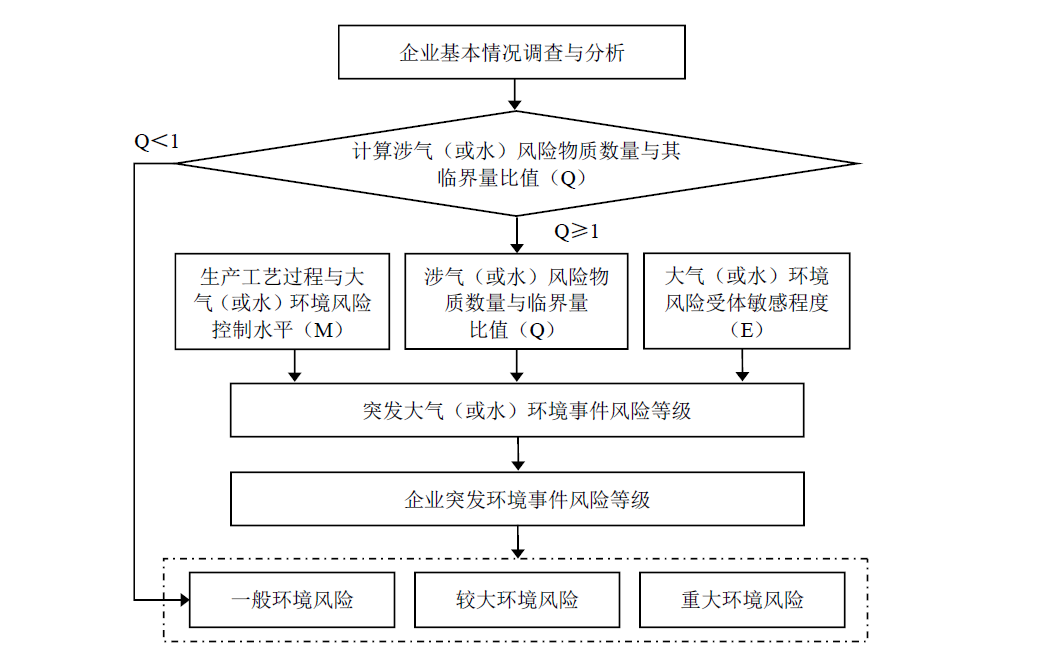 企业基本情况调查与分析
Q＜1
计算涉气（或水）风险物质数量与其
临界量比值（Q）
Q≥1
生产工艺过程与大
气（或水）环境风险
控制水平（M）
涉气（或水）风险物
质数量与临界量
比值（Q）
大气（或水）环境
风险受体敏感程度
（E）
突发大气（或水）环境事件风险等级
企业突发环境事件风险等级
一般环境风险
较大环境风险
重大环境风险